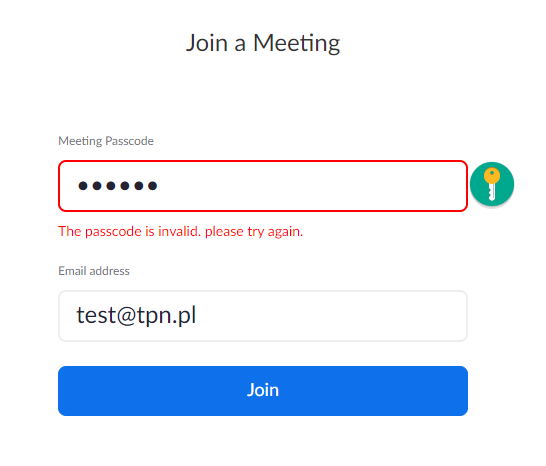 Join a Meeting
Meeting Passcode
●●●●●●
The passcode is invalid. please try again.
Email address
test@tpn.pl
Join